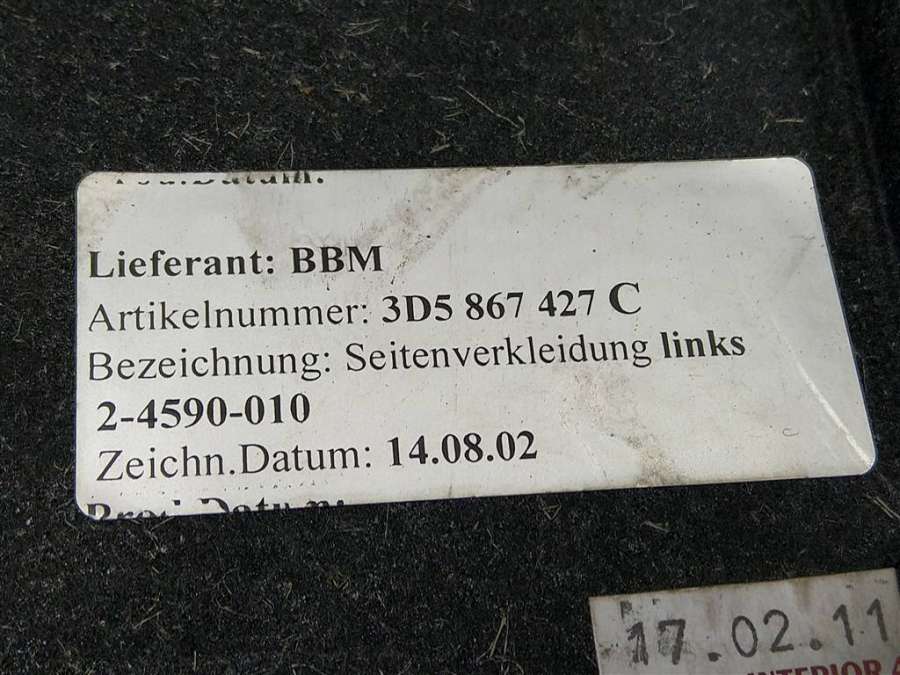 Lieferant: BBM
Artikelnummer: 3D5 867 427 C
Bezeichnung: Seitenverkleidung links
2-4590-010
Zeichn.Datum: 14.08.02
17.02.11
INTERIOR